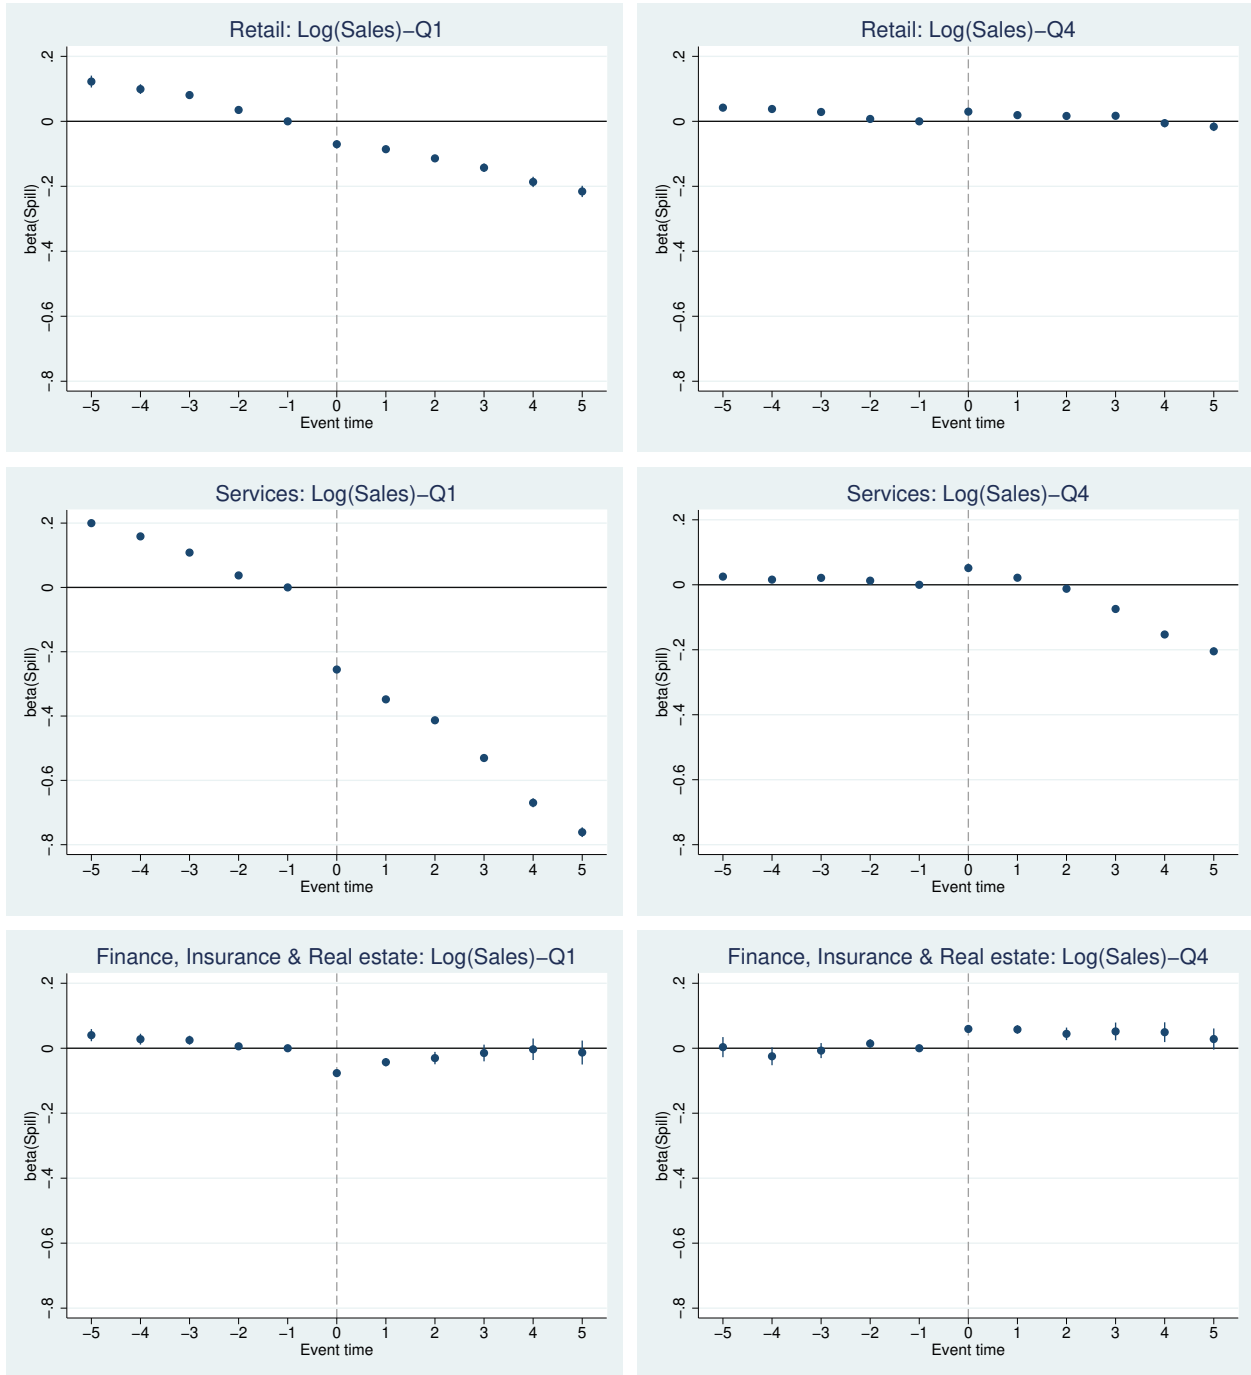 Retail: Log(Sales)−Q1
.2
0
−.2
−.4
−0.6
−.8
beta(Spill)
−5 −4 −3 −2 −1 0 1 2 3 4 5
Event time
Retail: Log(Sales)−Q4
.2
0
−.2
−.4
−0.6
−.8
beta(Spill)
−5 −4 −3 −2 −1 0 1 2 3 4 5
Event time
Services: Log(Sales)−Q1
.2
0
−.2
−.4
−0.6
−.8
beta(Spill)
−5 −4 −3 −2 −1 0 1 2 3 4 5
Event time
Services: Log(Sales)−Q4
.2
0
−.2
−.4
−0.6
−.8
beta(Spill)
−5 −4 −3 −2 −1 0 1 2 3 4 5
Event time
Finance, Insurance & Real estate: Log(Sales)−Q1
.2
0
−.2
−.4
−0.6
−.8
beta(Spill)
−5 −4 −3 −2 −1 0 1 2 3 4 5
Event time
Finance, Insurance & Real estate: Log(Sales)−Q4
.2
0
−.2
−.4
−0.6
−.8
beta(Spill)
−5 −4 −3 −2 −1 0 1 2 3 4 5
Event time